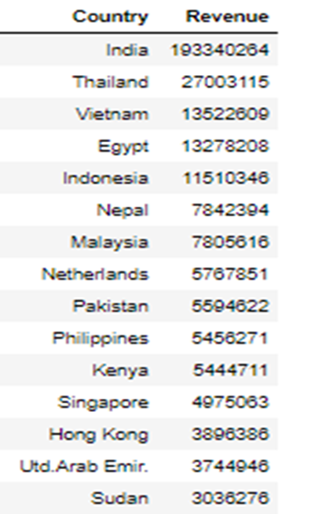 Country Revenue
India 193340264
Thailand 27003115
Vietnam 13522609
Egypt 13278208
Indonesia 11510346
Nepal 7842394
Malaysia 7805616
Netherlands 5767851
Pakistan 5594622
Philippines 5456271
Kenya 5444711
Singapore 4975063
Hong Kong 3896386
Utd.Arab Emir. 3744946
Sudan 3036276